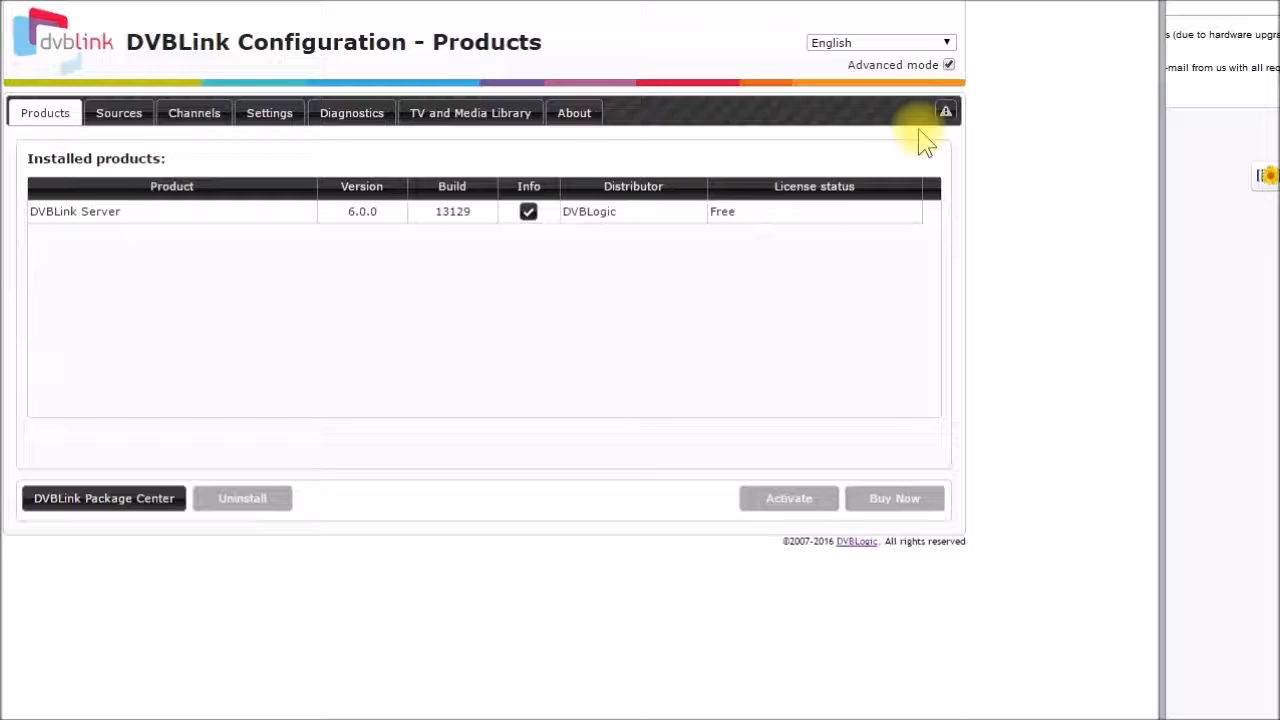 dvblink
DVBLink Configuration - Products
English
Advanced mode
Products Sources Channels Settings Diagnostics TV and Media Library About
Installed products:
Product Version Build Info Distributor License status
DVBLink Server 6.0.0 13129 DVBLogic Free
DVBLink Package Center Uninstall Activate Buy Now
©2007-2016 DVBLogic. All rights reserved
s (due to hardware upgra
-mail from us with all rec